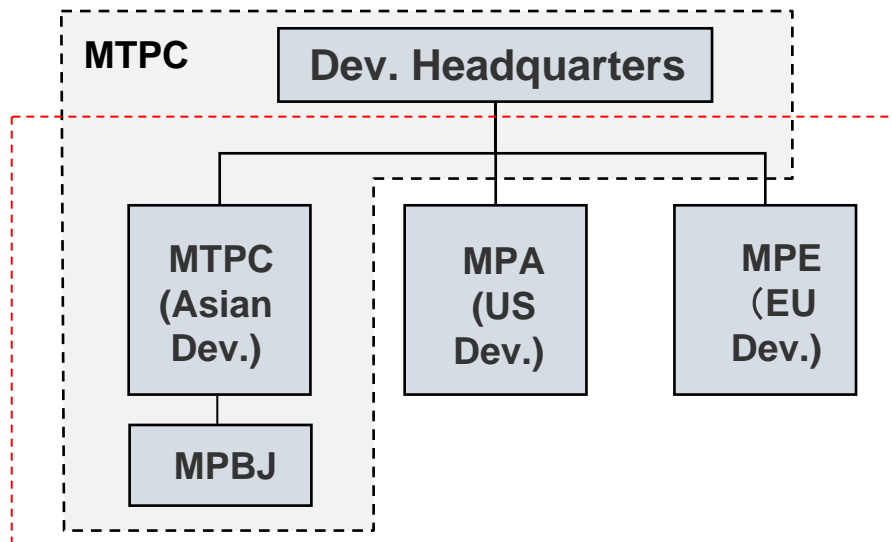 MTPC
Dev. Headquarters
MTPC
(Asian
Dev.)
MPA
(US
Dev.)
MPE
（EU
Dev.)
MPBJ